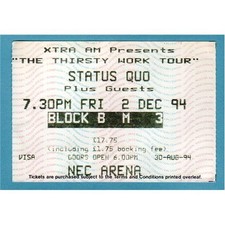 XTRA AM Presents
"THE THIRSTY WORK TOUR"
STATUS QUO
Plus Guests
7.30PM FRI 2 DEC 94
BLOCK B M 3
£17.75
(including £1.75 booking fee)
VISA DOORS OPEN 6.00PM 30-AUG-94
NEC ARENA
Tickets are purchased subject to the Terms and Conditions printed overleaf